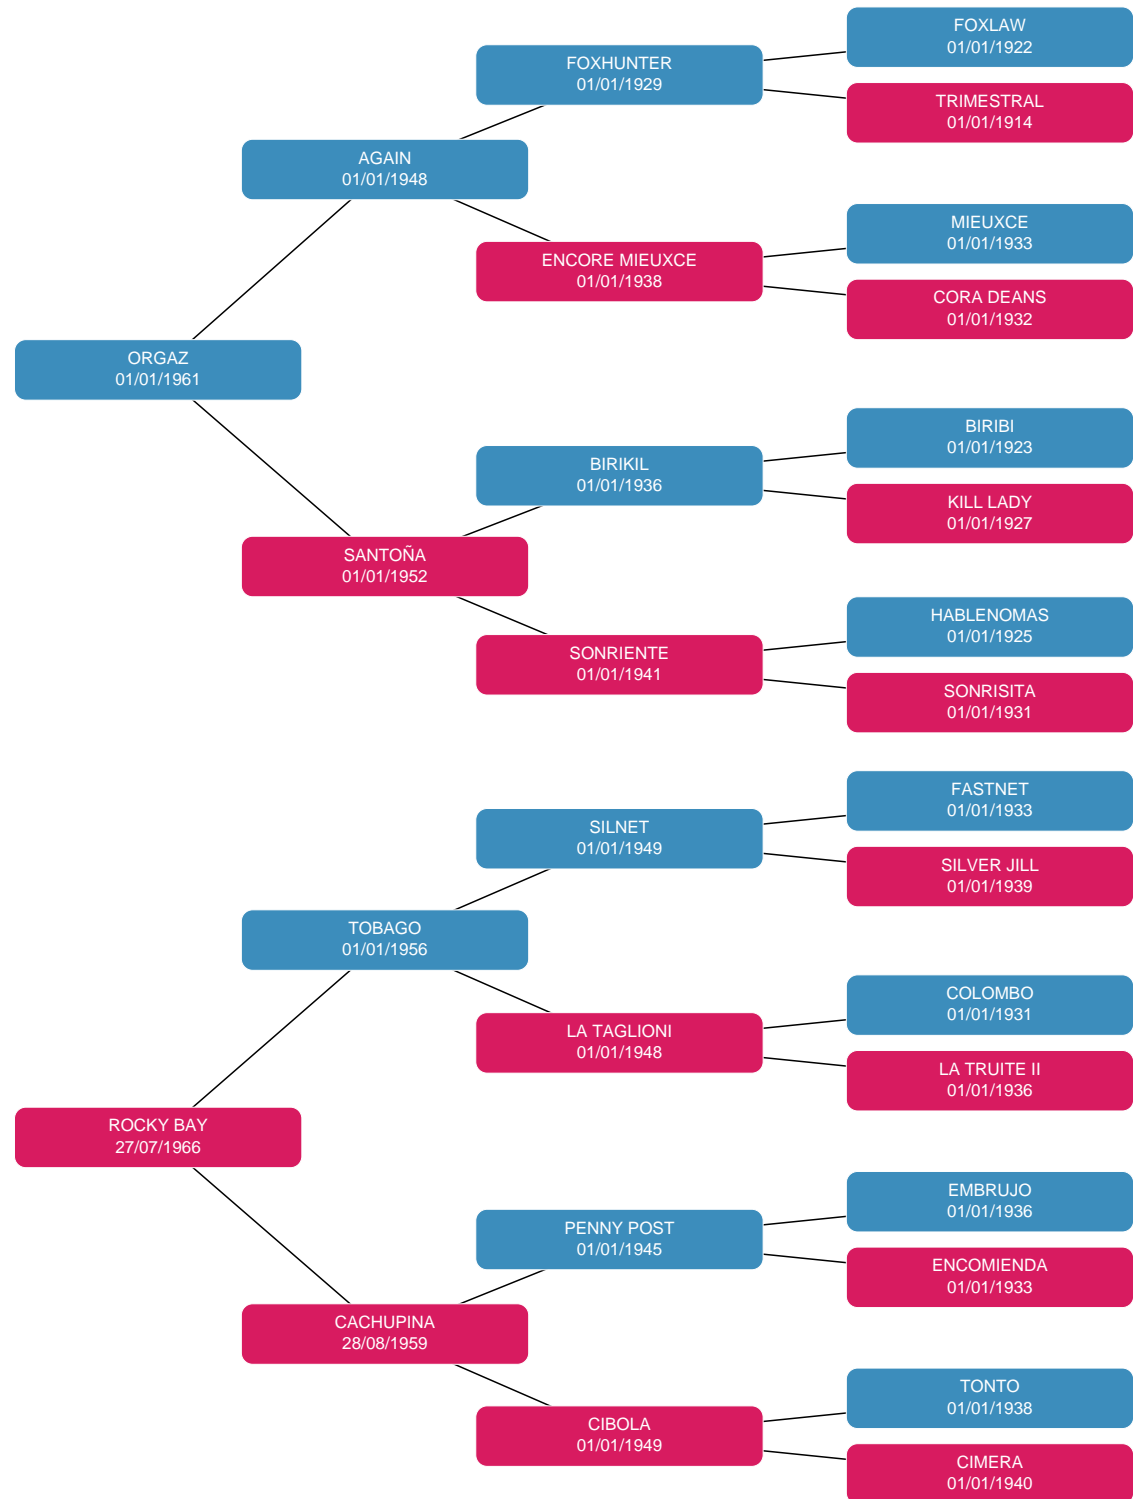 FOXLAW
01/01/1922
FOXHUNTER
01/01/1929
TRIMESTRAL
01/01/1914
AGAIN
01/01/1948
MIEUXCE
01/01/1933
ENCORE MIEUXCE
01/01/1938
CORA DEANS
01/01/1932
ORGAZ
01/01/1961
BIRIBI
01/01/1923
BIRIKIL
01/01/1936
KILL LADY
01/01/1927
SANTOÑA
01/01/1952
HABLENOMAS
01/01/1925
SONRIENTE
01/01/1941
SONRISITA
01/01/1931
FASTNET
01/01/1933
SILNET
01/01/1949
SILVER JILL
01/01/1939
TOBAGO
01/01/1956
COLOMBO
01/01/1931
LA TAGLIONI
01/01/1948
LA TRUITE II
01/01/1936
ROCKY BAY
27/07/1966
EMBRUJO
01/01/1936
PENNY POST
01/01/1945
ENCOMIENDA
01/01/1933
CACHUPINA
28/08/1959
TONTO
01/01/1938
CIBOLA
01/01/1949
CIMERA
01/01/1940